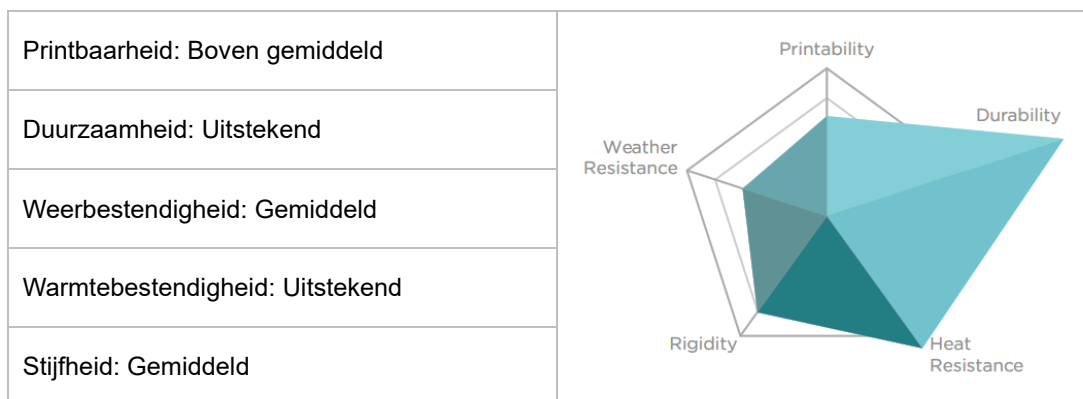 Printbaarheid: Boven gemiddeld
Duurzaamheid: Uitstekend
Weerbestendigheid: Gemiddeld
Warmtebestendigheid: Uitstekend
Stijfheid: Gemiddeld
Printability
Durability
Weather
Resistance
Rigidity
Heat
Resistance